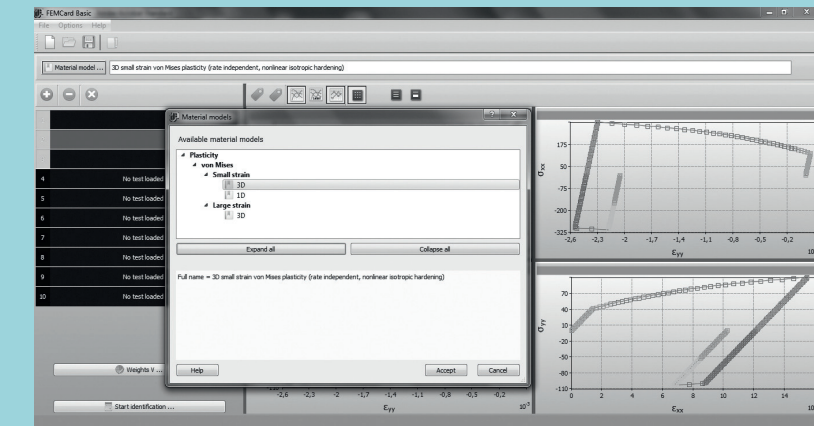 FEMCard Basic
File Options Help
Material model ... 3D small strain von Mises plasticity (rate independent, nonlinear isotropic hardening)
Material models
Available material models
Plasticity
von Mises
Small strain
3D
1D
Large strain
3D
Expand all Collapse all
Full name = 3D small strain von Mises plasticity (rate independent, nonlinear isotropic hardening)
Help Accept Cancel
4 No test loaded
5 No test loaded
6 No test loaded
7 No test loaded
8 No test loaded
9 No test loaded
10 No test loaded
Weights V ...
Start identification ...
-2,6 -2,3 -2 -1,7 -1,4 -1,1 -0,8 -0,5 -0,2
εyy 10-3
σxx
175
50
-75
-200
-325
-2,6 -2,3 -2 -1,7 -1,4 -1,1 -0,8 -0,5 -0,2
εyy 10
σyy
70
40
10
-20
-50
-80
-110
0 2 4 6 8 10 12 14
εxx 10